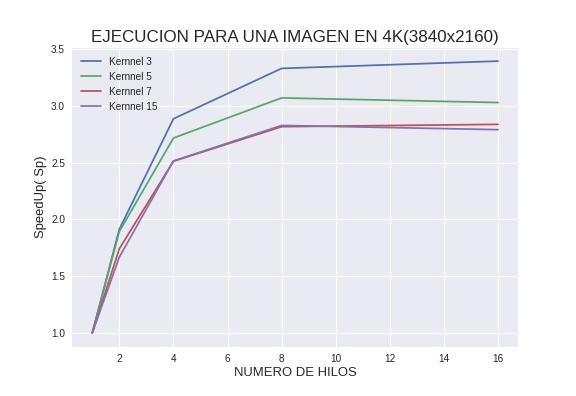 EJECUCION PARA UNA IMAGEN EN 4K(3840x2160)
3.5
3.0
2.5
2.0
1.5
1.0
SpeedUp( Sp)
Kernnel 3
Kernnel 5
Kernnel 7
Kernnel 15
2 4 6 8 10 12 14 16
NUMERO DE HILOS